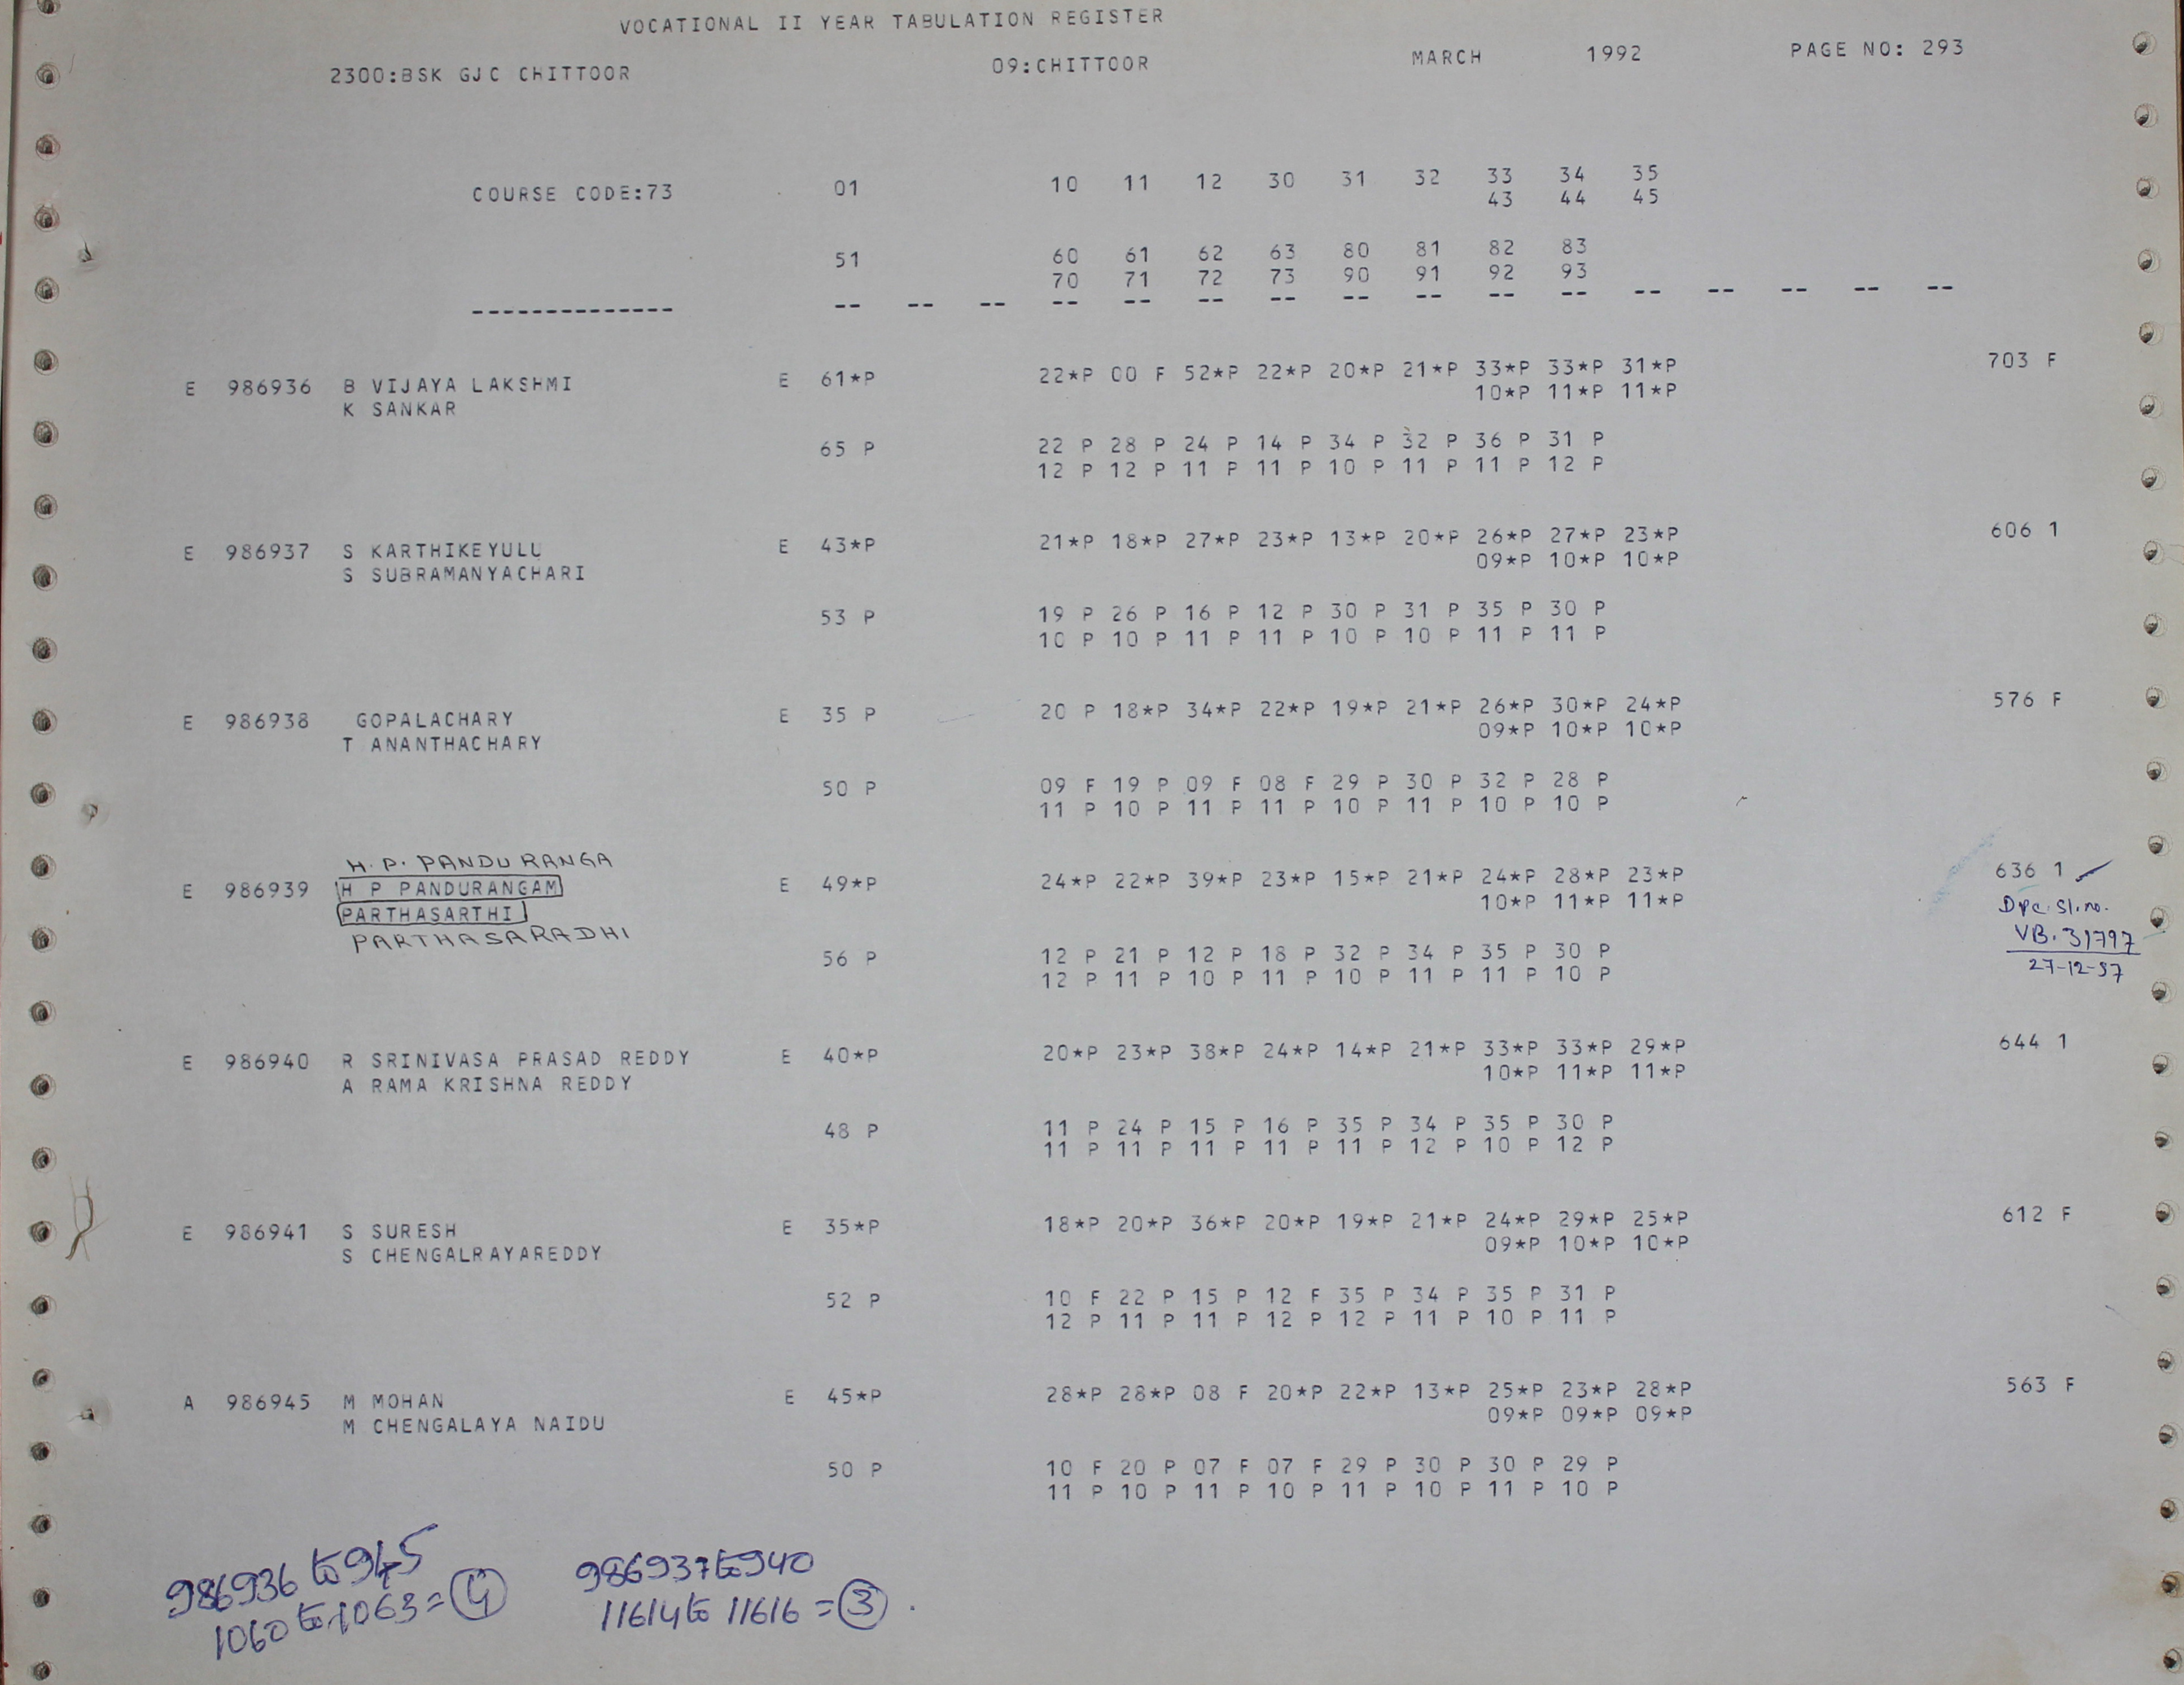 VOCATIONAL II YEAR TABULATION REGISTER
2300:BSK GJC CHITTOOR 09:CHITTOOR MARCH 1992 PAGE NO: 293
COURSE CODE:73 01 10 11 12 30 31 32 33 34 35
43 44 45
51 60 61 62 63 80 81 82 83
70 71 72 73 90 91 92 93
-------------- -- -- -- -- -- -- -- -- -- -- -- -- -- -- -- --
E 986936 B VIJAYA LAKSHMI E 61*P 22*P 00 F 52*P 22*P 20*P 21*P 33*P 33*P 31*P 703 F
K SANKAR 10*P 11*P 11*P
65 P 22 P 28 P 24 P 14 P 34 P 32 P 36 P 31 P
12 P 12 P 11 P 11 P 10 P 11 P 11 P 12 P
E 986937 S KARTHIKEYULU E 43*P 21*P 18*P 27*P 23*P 13*P 20*P 26*P 27*P 23*P 606 1
S SUBRAMANYACHARI 09*P 10*P 10*P
53 P 19 P 26 P 16 P 12 P 30 P 31 P 35 P 30 P
10 P 10 P 11 P 11 P 10 P 10 P 11 P 11 P
E 986938 GOPALACHARY E 35 P 20 P 18*P 34*P 22*P 19*P 21*P 26*P 30*P 24*P 576 F
T ANANTHACHARY 09*P 10*P 10*P
50 P 09 F 19 P 09 F 08 F 29 P 30 P 32 P 28 P
11 P 10 P 11 P 11 P 10 P 11 P 10 P 10 P
H. P. PANDURANGA
E 986939 H P PANDURANGAM E 49*P 24*P 22*P 39*P 23*P 15*P 21*P 24*P 28*P 23*P 636 1
PARTHASARTHI 10*P 11*P 11*P Dpc. Sl. no.
PARTHASARADHI VB. 31797
56 P 12 P 21 P 12 P 18 P 32 P 34 P 35 P 30 P 27-12-97
12 P 11 P 10 P 11 P 10 P 11 P 11 P 10 P
E 986940 R SRINIVASA PRASAD REDDY E 40*P 20*P 23*P 38*P 24*P 14*P 21*P 33*P 33*P 29*P 644 1
A RAMA KRISHNA REDDY 10*P 11*P 11*P
48 P 11 P 24 P 15 P 16 P 35 P 34 P 35 P 30 P
11 P 11 P 11 P 11 P 11 P 12 P 10 P 12 P
E 986941 S SURESH E 35*P 18*P 20*P 36*P 20*P 19*P 21*P 24*P 29*P 25*P 612 F
S CHENGALRAYAREDDY 09*P 10*P 10*P
52 P 10 F 22 P 15 P 12 F 35 P 34 P 35 P 31 P
12 P 11 P 11 P 12 P 12 P 11 P 10 P 11 P
A 986945 M MOHAN E 45*P 28*P 28*P 08 F 20*P 22*P 13*P 25*P 23*P 28*P 563 F
M CHENGALAYA NAIDU 09*P 09*P 09*P
50 P 10 F 20 P 07 F 07 F 29 P 30 P 30 P 29 P
11 P 10 P 11 P 10 P 11 P 10 P 11 P 10 P
986936 to 945 986937 to 940
1060 to 1063 = 4 11614 to 11616 = 3.